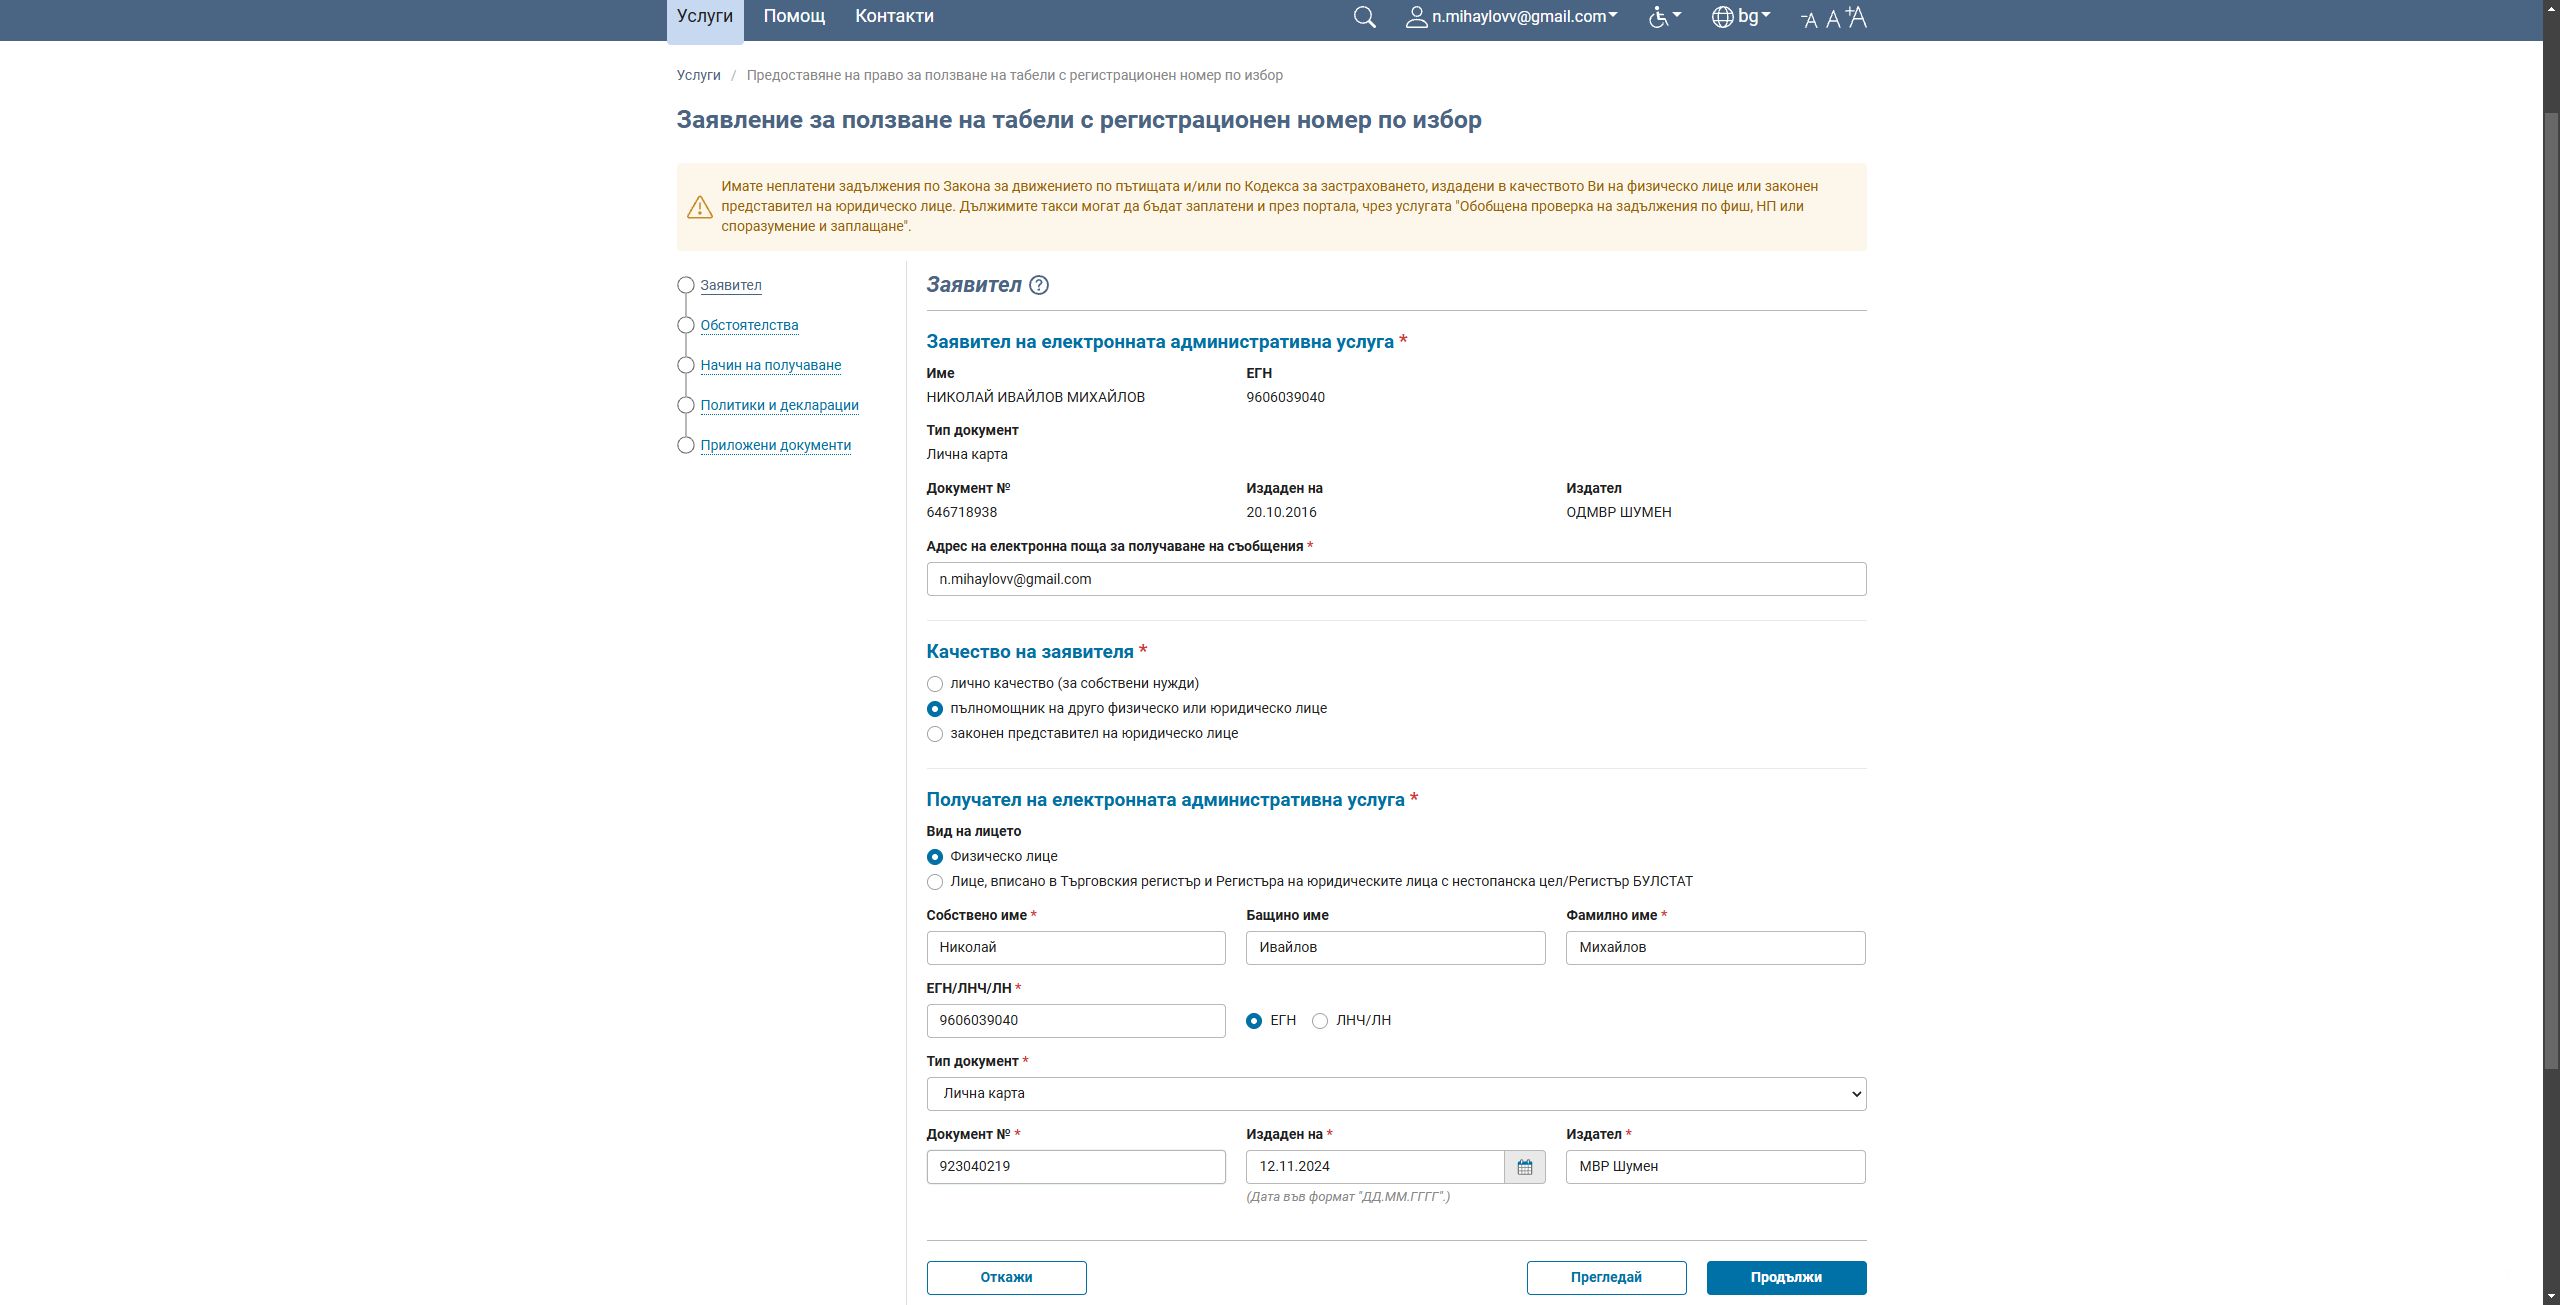 Услуги Помощ Контакти n.mihaylovv@gmail.com bg -A A +A
Услуги / Предоставяне на право за ползване на табели с регистрационен номер по избор
Заявление за ползване на табели с регистрационен номер по избор
Имате неплатени задължения по Закона за движението по пътищата и/или по Кодекса за застраховането, издадени в качеството Ви на физическо лице или законен
представител на юридическо лице. Дължимите такси могат да бъдат заплатени и през портала, чрез услугата "Обобщена проверка на задължения по фиш, НП или
споразумение и заплащане".
Заявител
Обстоятелства
Начин на получаване
Политики и декларации
Приложени документи
Заявител ?
Заявител на електронната административна услуга *
Име ЕГН
НИКОЛАЙ ИВАЙЛОВ МИХАЙЛОВ 9606039040
Тип документ
Лична карта
Документ № Издаден на Издател
646718938 20.10.2016 ОДМВР ШУМЕН
Адрес на електронна поща за получаване на съобщения *
n.mihaylovv@gmail.com
Качество на заявителя *
лично качество (за собствени нужди)
пълномощник на друго физическо или юридическо лице
законен представител на юридическо лице
Получател на електронната административна услуга *
Вид на лицето
Физическо лице
Лице, вписано в Търговския регистър и Регистъра на юридическите лица с нестопанска цел/Регистър БУЛСТАТ
Собствено име * Бащино име Фамилно име *
Николай Ивайлов Михайлов
ЕГН/ЛНЧ/ЛН *
9606039040 ЕГН ЛНЧ/ЛН
Тип документ *
Лична карта
Документ № * Издаден на * Издател *
923040219 12.11.2024 МВР Шумен
(Дата във формат "ДД.ММ.ГГГГ".)
Откажи Прегледай Продължи